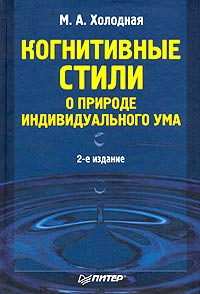 М. А. Холодная
КОГНИТИВНЫЕ
СТИЛИ
О ПРИРОДЕ
ИНДИВИДУАЛЬНОГО УМА
2-е издание
ПИТЕР